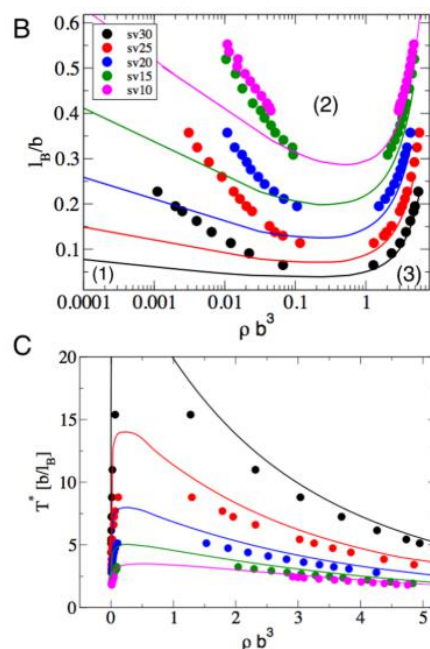 B
l_B/b
0.6
0.5
0.4
0.3
0.2
0.1
sv30
sv25
sv20
sv15
sv10
(2)
(1)
(3)
0.0001 0.001 0.01 0.1 1
ρ b³
C
T* [b/l_B]
20
15
10
5
0
0 1 2 3 4 5
ρ b³